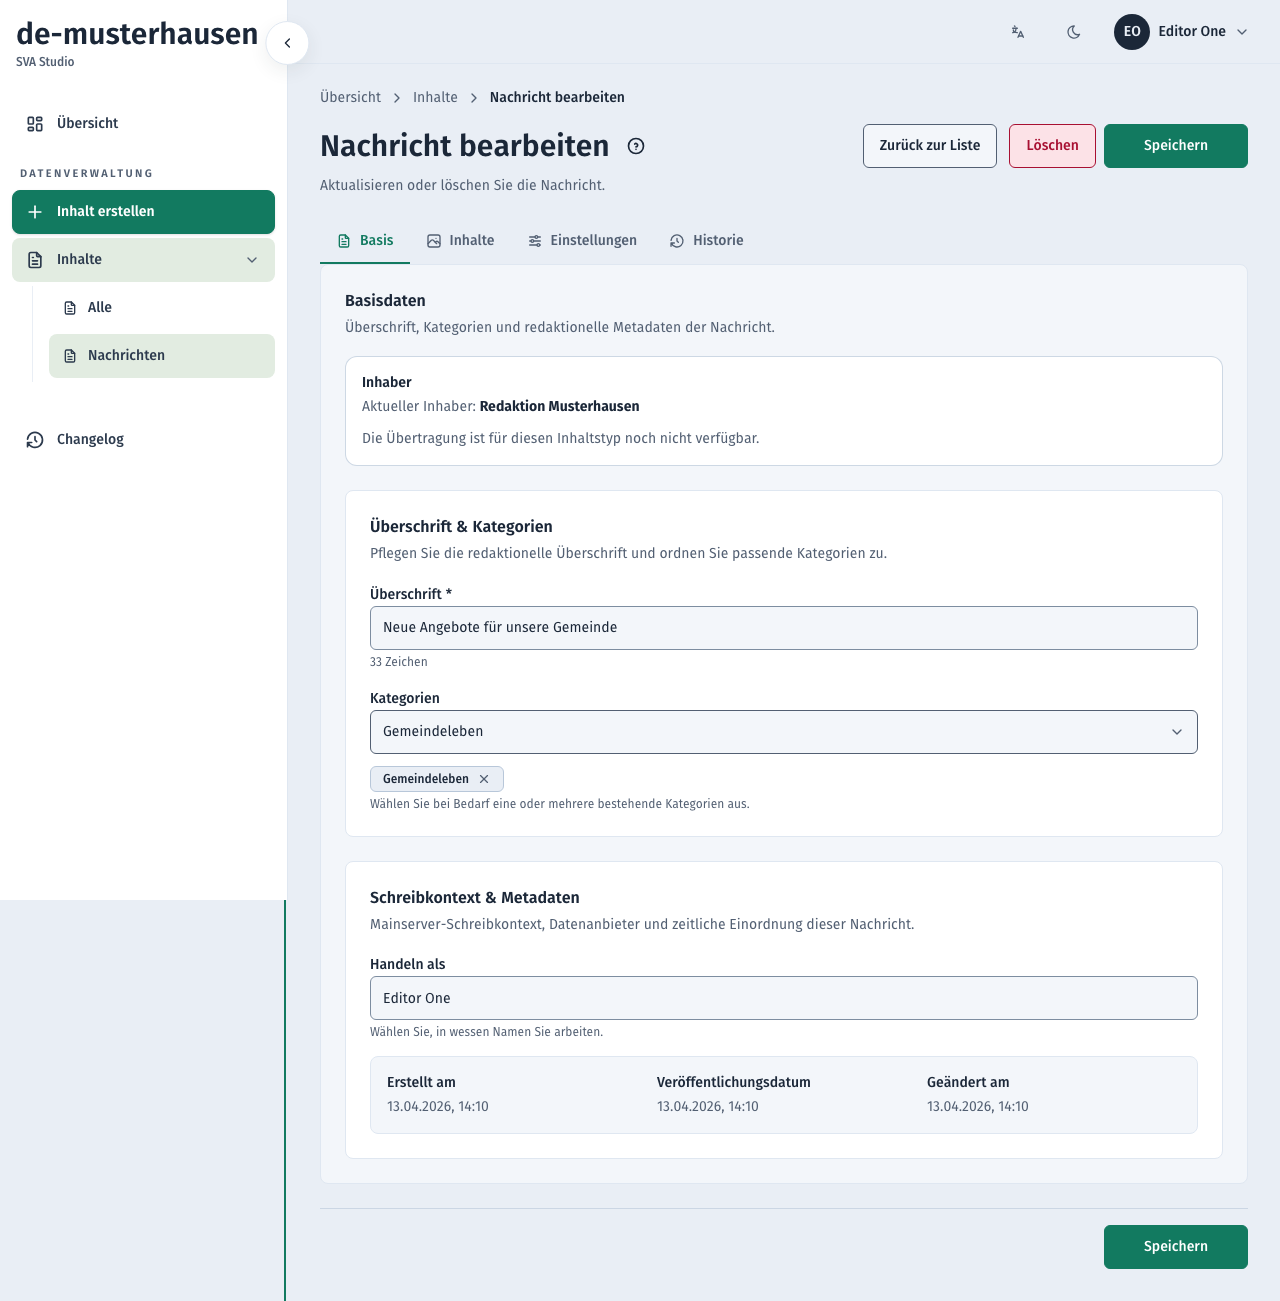 de-musterhausen
SVA Studio
EO
Editor One
Übersicht
DATENVERWALTUNG
Inhalt erstellen
Inhalte
Alle
Nachrichten
Changelog
Übersicht
Inhalte
Nachricht bearbeiten
Nachricht bearbeiten
Zurück zur Liste
Löschen
Speichern
Aktualisieren oder löschen Sie die Nachricht.
Basis
Inhalte
Einstellungen
Historie
Basisdaten
Überschrift, Kategorien und redaktionelle Metadaten der Nachricht.
Inhaber
Aktueller Inhaber: Redaktion Musterhausen
Die Übertragung ist für diesen Inhaltstyp noch nicht verfügbar.
Überschrift & Kategorien
Pflegen Sie die redaktionelle Überschrift und ordnen Sie passende Kategorien zu.
Überschrift *
Neue Angebote für unsere Gemeinde
33 Zeichen
Kategorien
Gemeindeleben
Gemeindeleben
Wählen Sie bei Bedarf eine oder mehrere bestehende Kategorien aus.
Schreibkontext & Metadaten
Mainserver-Schreibkontext, Datenanbieter und zeitliche Einordnung dieser Nachricht.
Handeln als
Editor One
Wählen Sie, in wessen Namen Sie arbeiten.
Erstellt am
13.04.2026, 14:10
Veröffentlichungsdatum
13.04.2026, 14:10
Geändert am
13.04.2026, 14:10
Speichern